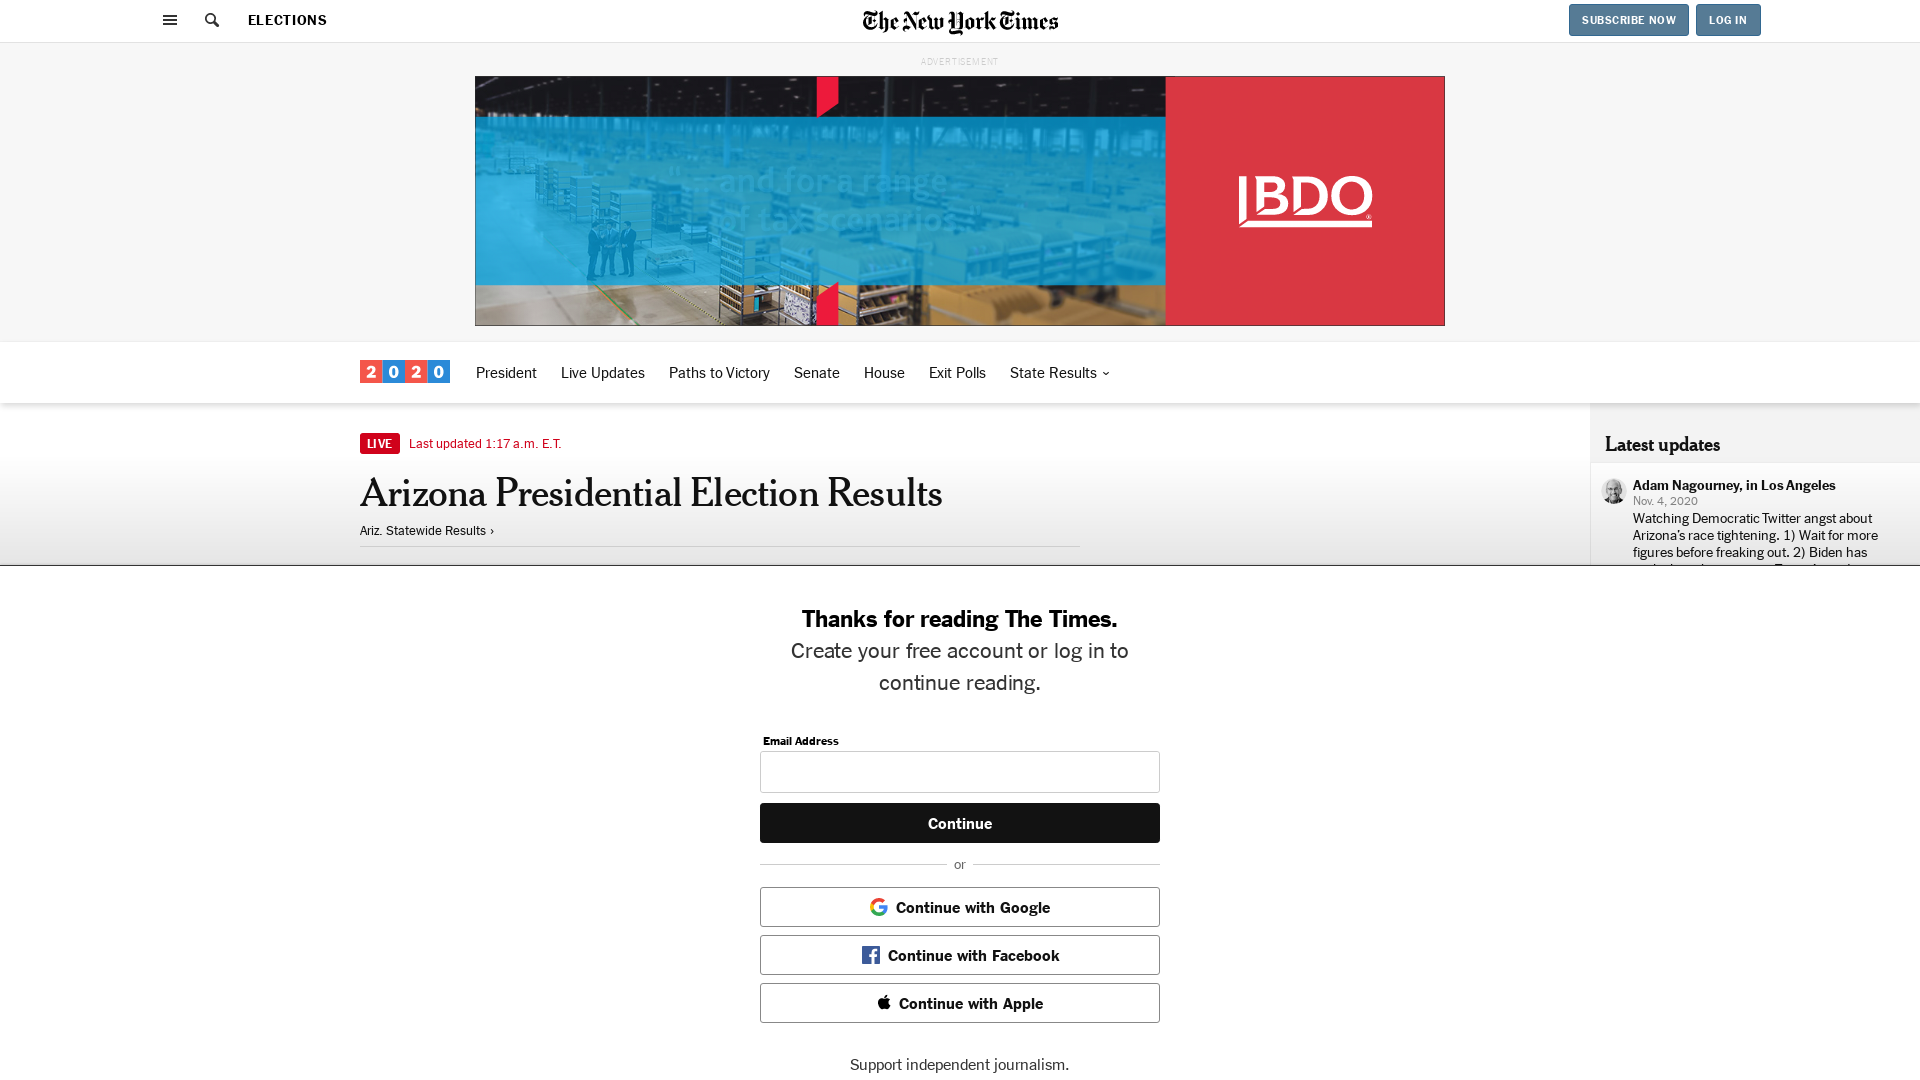 ELECTIONS
The New York Times
SUBSCRIBE NOW
LOG IN
ADVERTISEMENT
... and for a range
of tax scenarios.
BDO
2020
President
Live Updates
Paths to Victory
Senate
House
Exit Polls
State Results
LIVE
Last updated 1:17 a.m. E.T.
Arizona Presidential Election Results
Ariz. Statewide Results ›
Latest updates
Adam Nagourney, in Los Angeles
Nov. 4, 2020
Watching Democratic Twitter angst about
Arizona's race tightening. 1) Wait for more
figures before freaking out. 2) Biden has
Thanks for reading The Times.
Create your free account or log in to
continue reading.
Email Address
Continue
or
Continue with Google
Continue with Facebook
Continue with Apple
Support independent journalism.